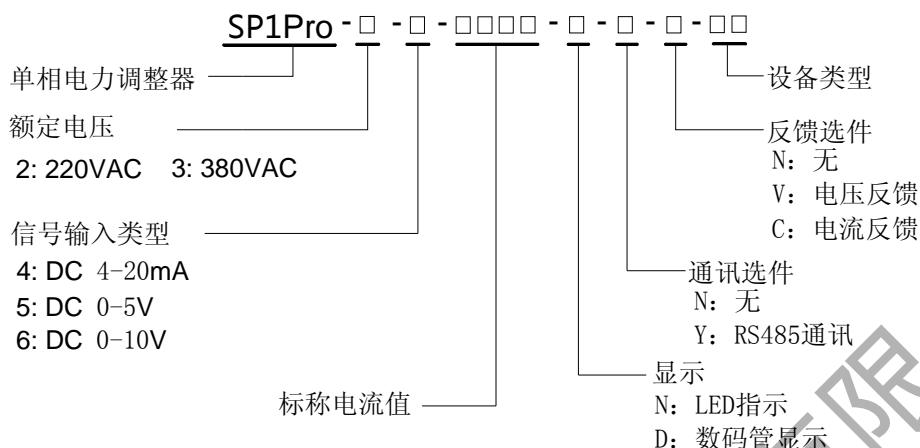 SP1Pro -□ -□ -□□□□ -□ -□ -□-□□
单相电力调整器
设备类型
额定电压
2: 220VAC 3: 380VAC
反馈选件
N: 无
V: 电压反馈
C: 电流反馈
信号输入类型
4: DC 4-20mA
5: DC 0-5V
6: DC 0-10V
通讯选件
N: 无
Y: RS485通讯
显示
N: LED指示
D: 数码管显示
标称电流值
有限